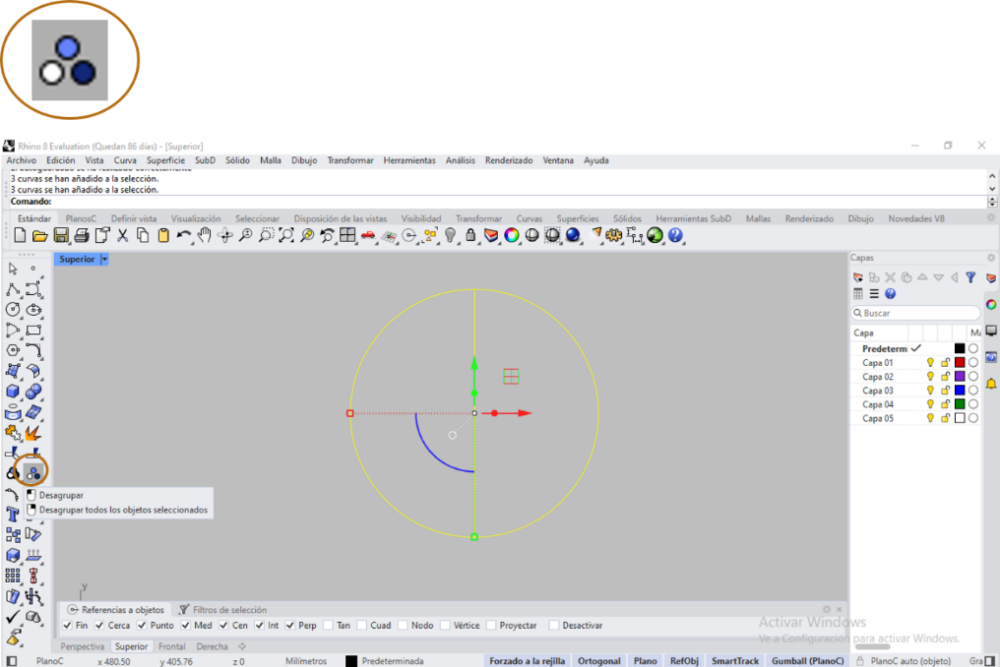 Rhino 8 Evaluation (Quedan 86 días) - [Superior]
Archivo Edición Vista Curva Superficie SubD Sólido Malla Dibujo Transformar Herramientas Análisis Renderizado Ventana Ayuda
3 curvas se han añadido a la selección.
3 curvas se han añadido a la selección.
Comando:
Estándar PlanosC Definir vista Visualización Seleccionar Disposición de las vistas Visibilidad Transformar Curvas Superficies Sólidos Herramientas SubD Mallas Renderizado Dibujo Novedades V8
Superior
Capas
Buscar
Capa Ma
Predeterm
Capa 01
Capa 02
Capa 03
Capa 04
Capa 05
Desagrupar
Desagrupar todos los objetos seleccionados
y
Referencias a objetos Filtros de selección
Fin Cerca Punto Med Cen Int Perp Tan Cuad Nodo Vértice Proyectar Desactivar
Activar Windows
Ve a Configuración para activar Windows.
Perspectiva Superior Frontal Derecha
PlanoC x 480.50 y 405.76 z 0 Milímetros Predeterminada Forzado a la rejilla Ortogonal Plano RefObj SmartTrack Gumball (PlanoC) PlanoC auto (objeto) Gra